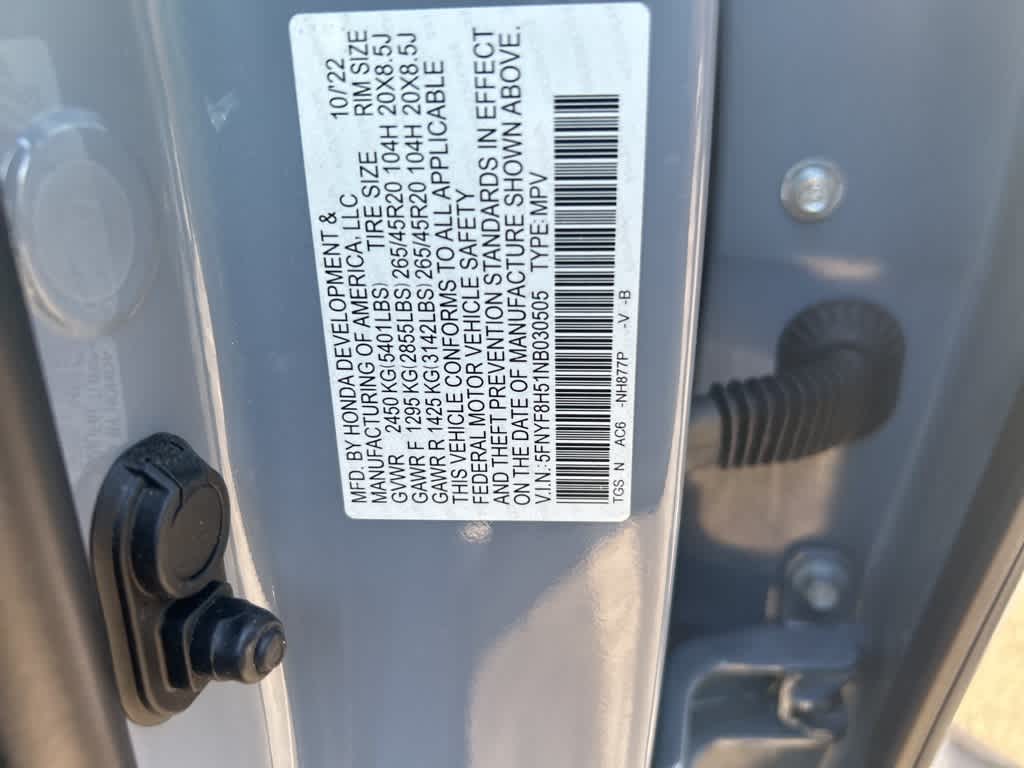 MFD. BY HONDA DEVELOPMENT & 10/'22
MANUFACTURING OF AMERICA, LLC
TIRE SIZE RIM SIZE
GVWR 2450 KG(5401LBS)
GAWR F 1295 KG(2855LBS) 265/45R20 104H 20X8.5J
GAWR R 1425 KG(3142LBS) 265/45R20 104H 20X8.5J
THIS VEHICLE CONFORMS TO ALL APPLICABLE
FEDERAL MOTOR VEHICLE SAFETY
AND THEFT PREVENTION STANDARDS IN EFFECT
ON THE DATE OF MANUFACTURE SHOWN ABOVE.
V.I.N.:5FNYF8H51NB030505 TYPE: MPV
TGS N AC6 -NH877P -V -B